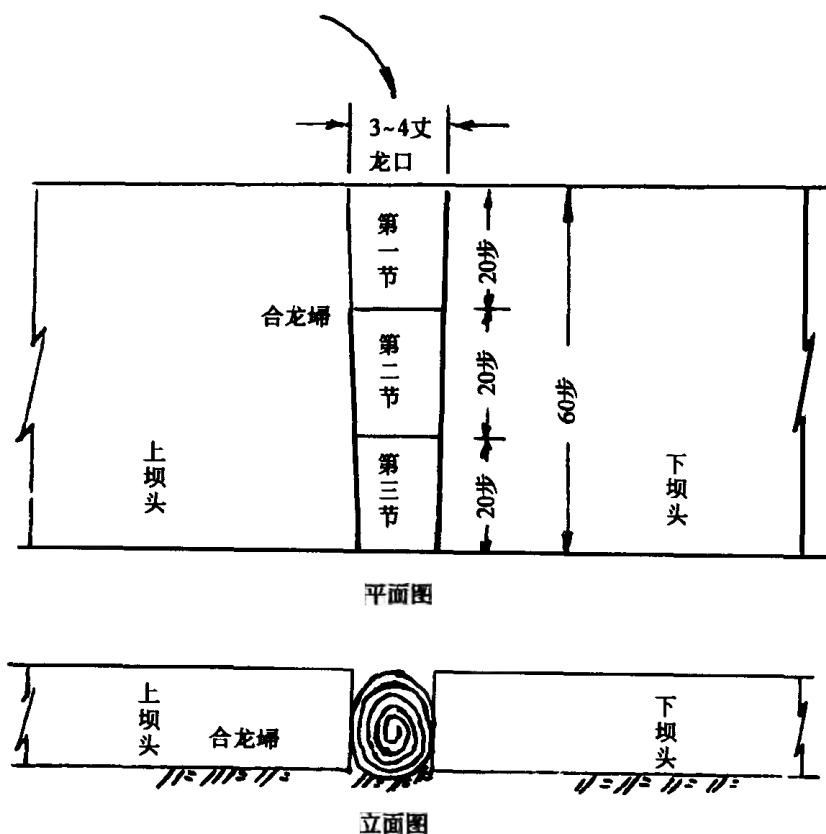 3~4丈
龙口
第一节
20步
合龙埽
第二节
20步
60步
上坝头
第三节
20步
下坝头
平面图
上坝头
合龙埽
下坝头
立面图